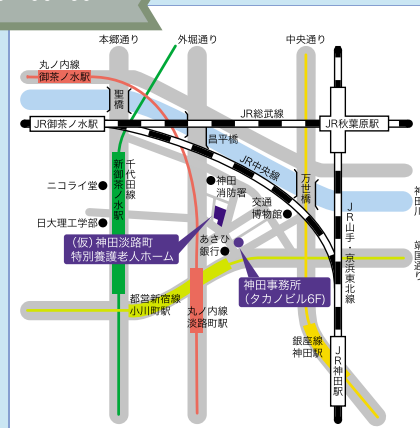 本郷通り
外堀通り
中央通り
丸ノ内線
御茶ノ水駅
聖橋
JR総武線
JR御茶ノ水駅
JR秋葉原駅
昌平橋
JR中央線
千代田線
新御茶ノ水駅
ニコライ堂
神田
消防署
万世橋
交通
博物館
日大理工学部
JR山手・京浜東北線
(仮)神田淡路町
特別養護老人ホーム
あさひ
銀行
神田事務所
(タカノビル6F)
都営新宿線
小川町駅
丸ノ内線
淡路町駅
銀座線
神田駅
JR神田駅